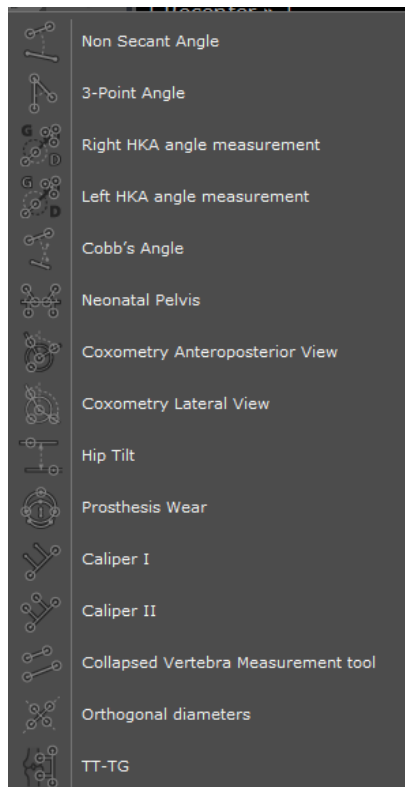 Non Secant Angle
3-Point Angle
G
Right HKA angle measurement
D
G
Left HKA angle measurement
D
Cobb's Angle
Neonatal Pelvis
Coxometry Anteroposterior View
Coxometry Lateral View
Hip Tilt
Prosthesis Wear
Caliper I
Caliper II
Collapsed Vertebra Measurement tool
Orthogonal diameters
TT-TG